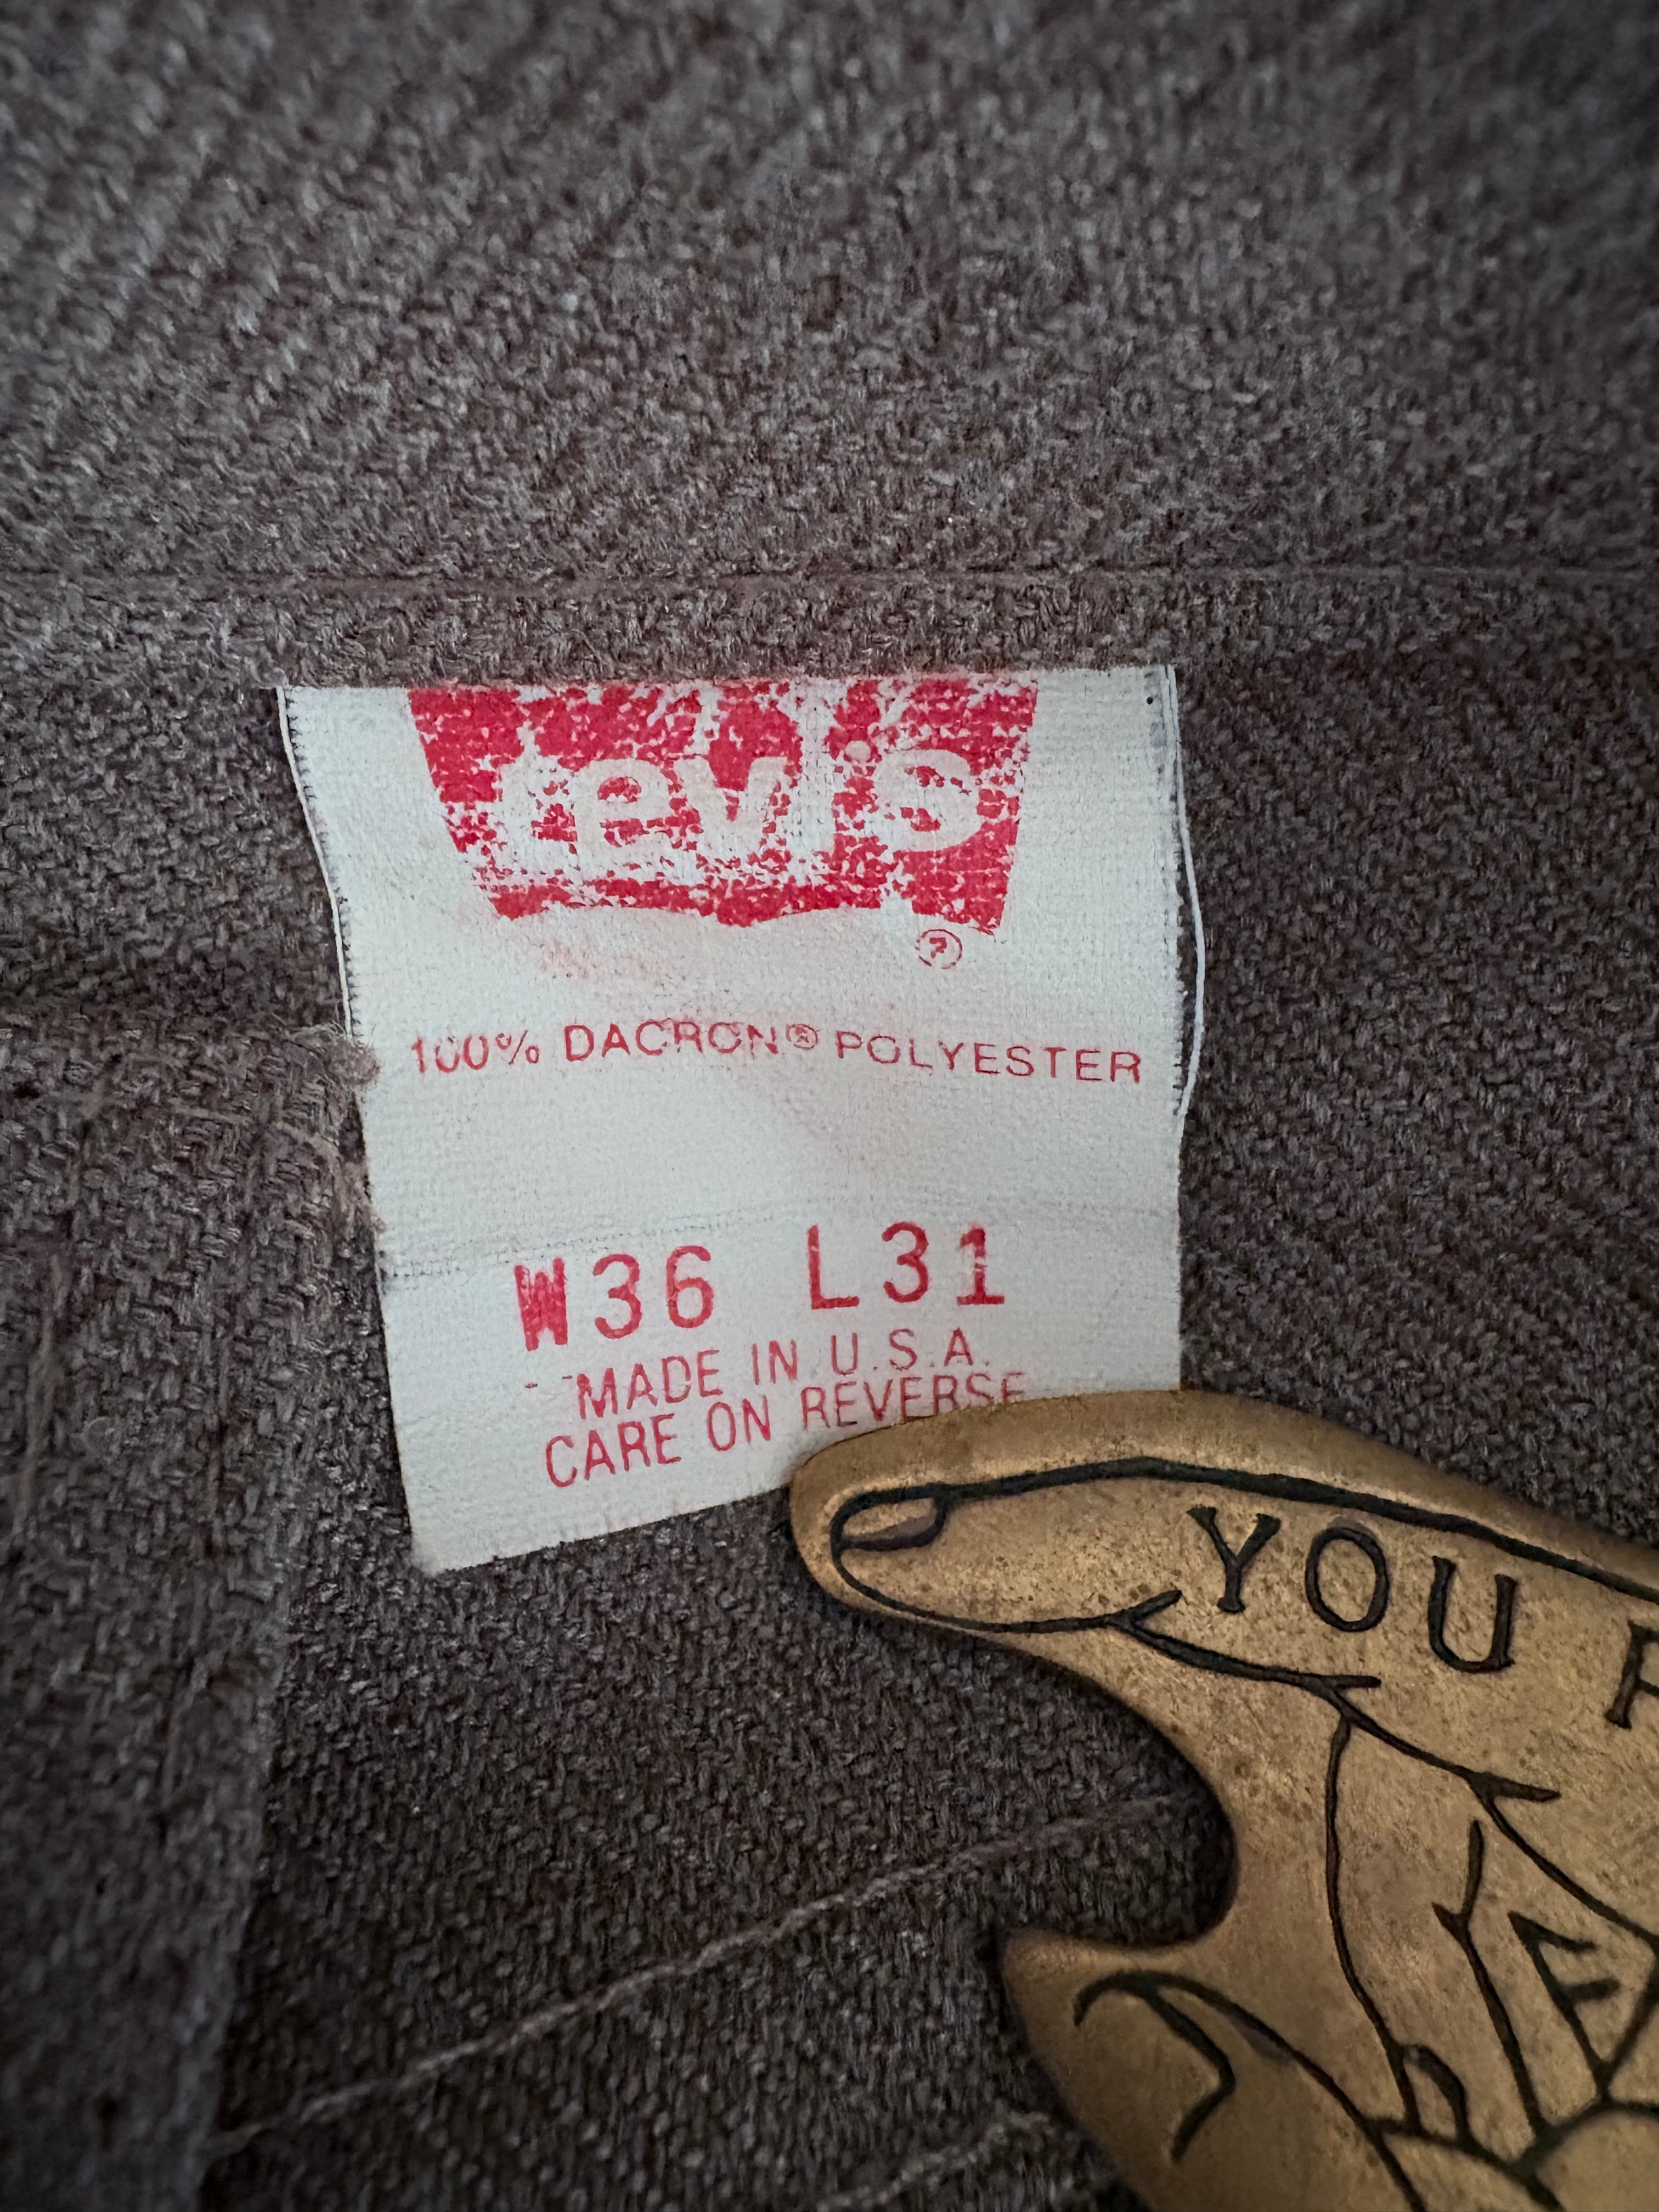 Levi's
®
100% DACRON® POLYESTER
W36 L31
MADE IN U.S.A.
CARE ON REVERSE
YOU